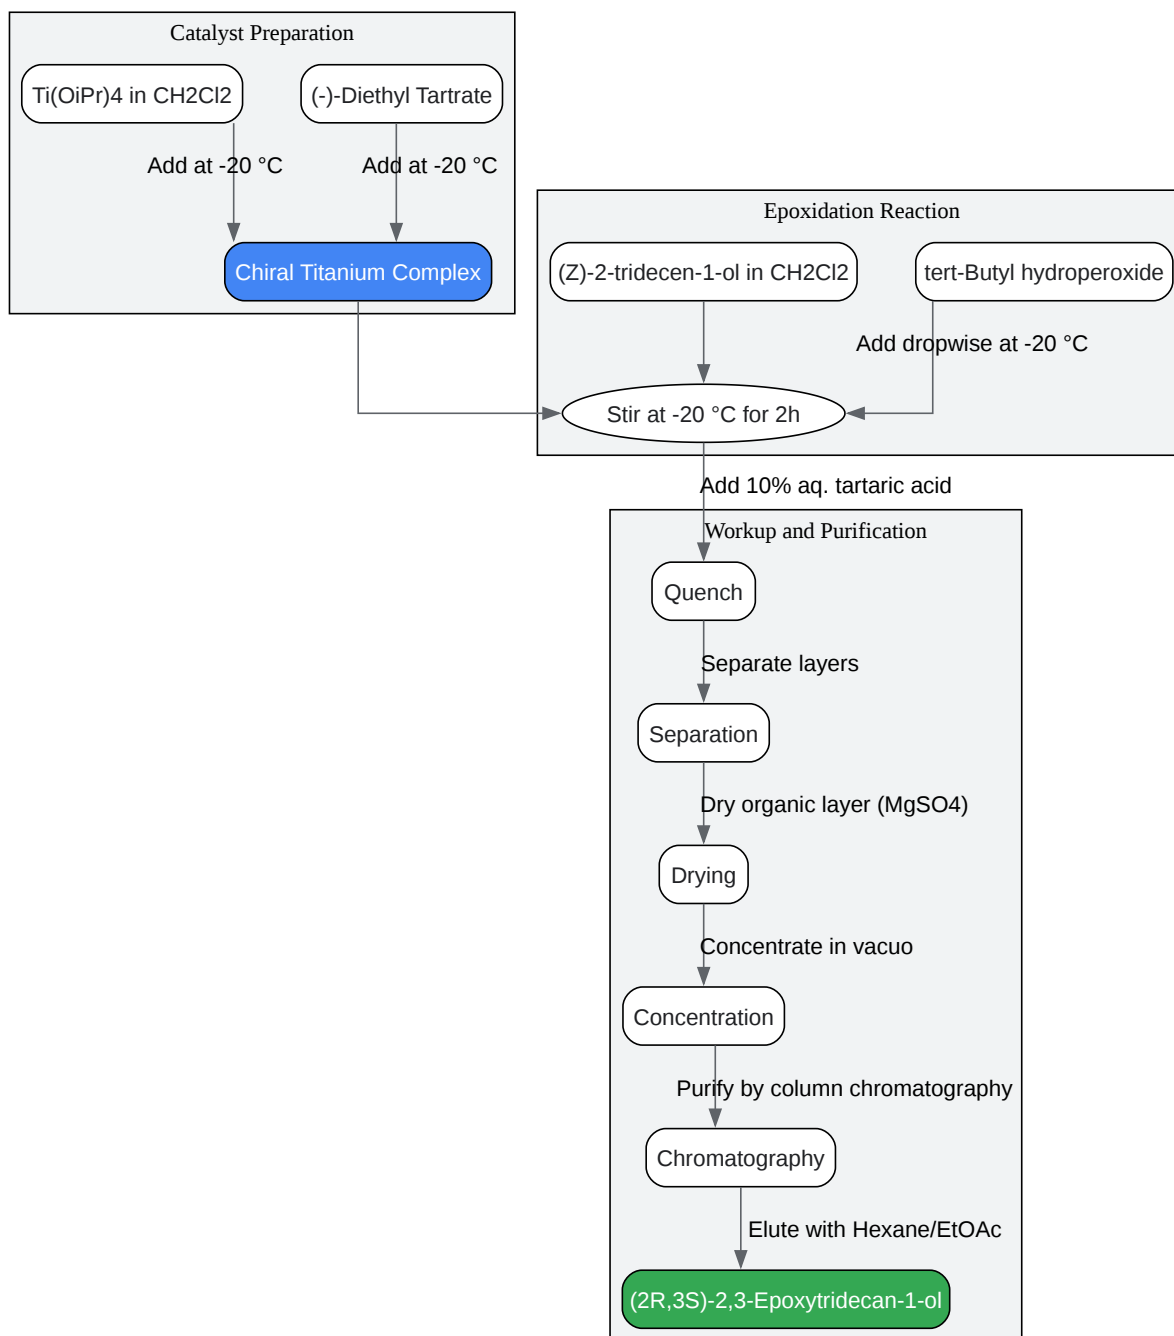 Catalyst Preparation
Ti(OiPr)4 in CH2Cl2
(-)-Diethyl Tartrate
Add at -20 °C
Add at -20 °C
Chiral Titanium Complex
Epoxidation Reaction
(Z)-2-tridecen-1-ol in CH2Cl2
tert-Butyl hydroperoxide
Add dropwise at -20 °C
Stir at -20 °C for 2h
Add 10% aq. tartaric acid
Workup and Purification
Quench
Separate layers
Separation
Dry organic layer (MgSO4)
Drying
Concentrate in vacuo
Concentration
Purify by column chromatography
Chromatography
Elute with Hexane/EtOAc
(2R,3S)-2,3-Epoxytridecan-1-ol